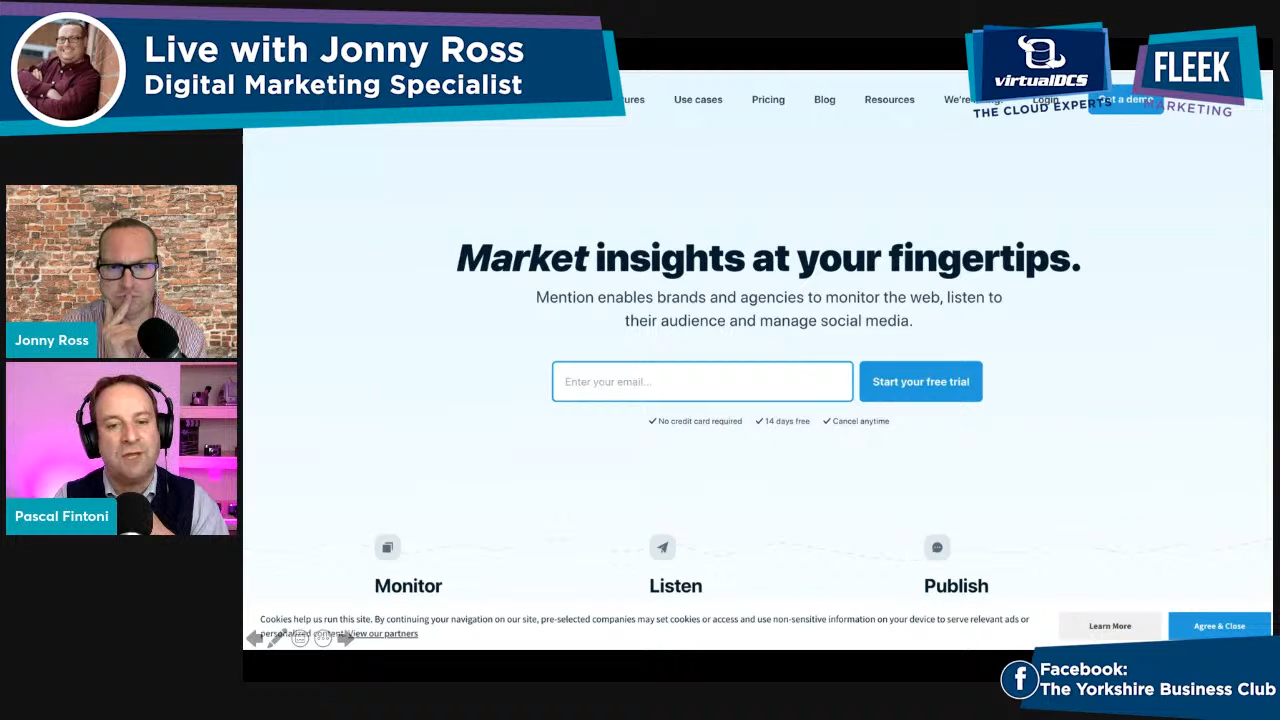 Live with Jonny Ross
Digital Marketing Specialist
virtualDCS
THE CLOUD EXPERTS
FLEEK
MARKETING
Use cases
Pricing
Blog
Resources
We're
Login
demo
Jonny Ross
Pascal Fintoni
Market insights at your fingertips.
Mention enables brands and agencies to monitor the web, listen to
their audience and manage social media.
Enter your email...
Start your free trial
No credit card required
14 days free
Cancel anytime
Monitor
Listen
Publish
Cookies help us run this site. By continuing your navigation on our site, pre-selected companies may set cookies or access and use non-sensitive information on your device to serve relevant ads or
personalized content. View our partners
Learn More
Agree & Close
Facebook:
The Yorkshire Business Club